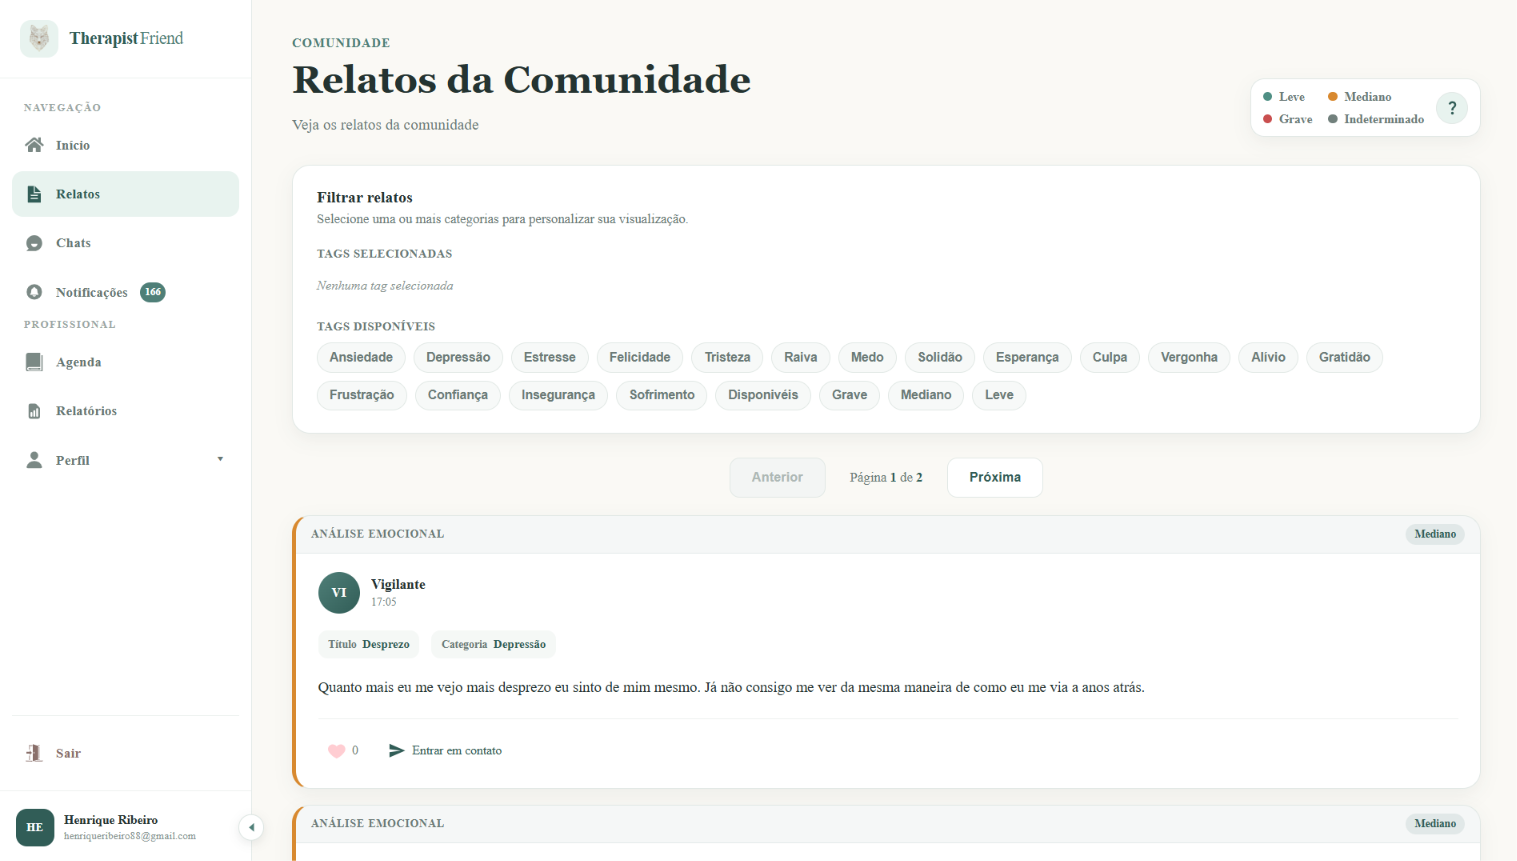 TherapistFriend
NAVEGAÇÃO
Início
Relatos
Chats
Notificações 166
PROFISSIONAL
Agenda
Relatórios
Perfil
Sair
HE
Henrique Ribeiro
henriqueribeiro88@gmail.com
COMUNIDADE
Relatos da Comunidade
Veja os relatos da comunidade
Leve Mediano
Grave Indeterminado
?
Filtrar relatos
Selecione uma ou mais categorias para personalizar sua visualização.
TAGS SELECIONADAS
Nenhuma tag selecionada
TAGS DISPONÍVEIS
Ansiedade Depressão Estresse Felicidade Tristeza Raiva Medo Solidão Esperança Culpa Vergonha Alivio Gratidão
Frustração Confiança Insegurança Sofrimento Disponivéis Grave Mediano Leve
Anterior Página 1 de 2 Próxima
ANÁLISE EMOCIONAL Mediano
VI
Vigilante
17:05
Título Desprezo Categoria Depressão
Quanto mais eu me vejo mais desprezo eu sinto de mim mesmo. Já não consigo me ver da mesma maneira de como eu me via a anos atrás.
0 Entrar em contato
ANÁLISE EMOCIONAL Mediano